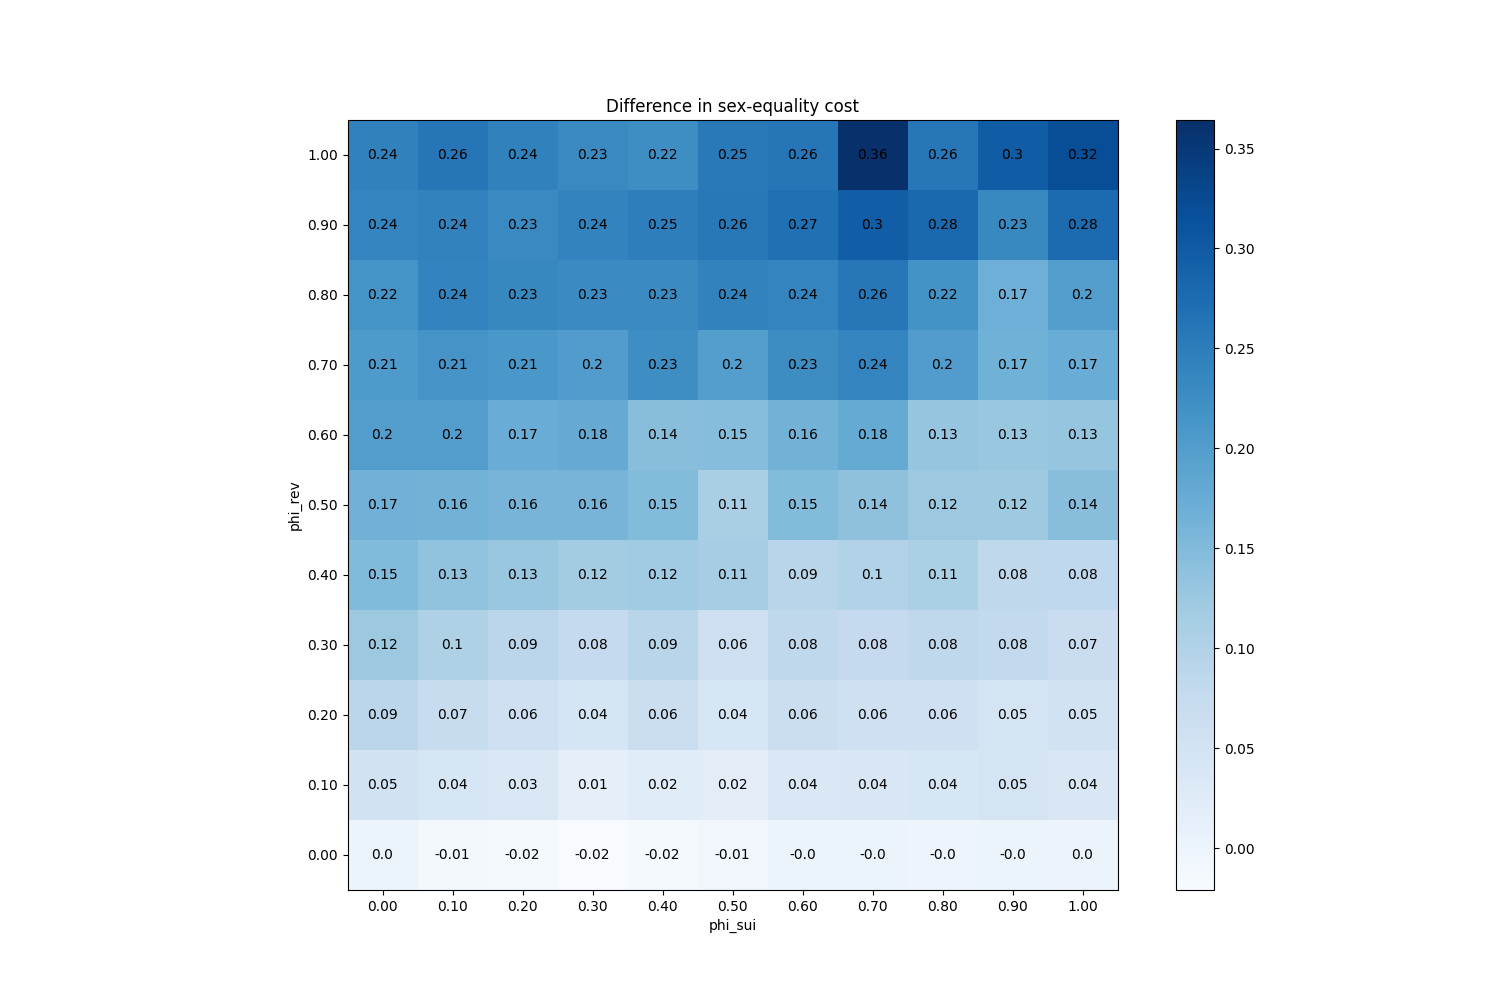 Difference in sex-equality cost
1.00 0.24 0.26 0.24 0.23 0.22 0.25 0.26 0.36 0.26 0.3 0.32
0.90 0.24 0.24 0.23 0.24 0.25 0.26 0.27 0.3 0.28 0.23 0.28
0.80 0.22 0.24 0.23 0.23 0.23 0.24 0.24 0.26 0.22 0.17 0.2
0.70 0.21 0.21 0.21 0.2 0.23 0.2 0.23 0.24 0.2 0.17 0.17
0.60 0.2 0.2 0.17 0.18 0.14 0.15 0.16 0.18 0.13 0.13 0.13
0.50 0.17 0.16 0.16 0.16 0.15 0.11 0.15 0.14 0.12 0.12 0.14
0.40 0.15 0.13 0.13 0.12 0.12 0.11 0.09 0.1 0.11 0.08 0.08
0.30 0.12 0.1 0.09 0.08 0.09 0.06 0.08 0.08 0.08 0.08 0.07
0.20 0.09 0.07 0.06 0.04 0.06 0.04 0.06 0.06 0.06 0.05 0.05
0.10 0.05 0.04 0.03 0.01 0.02 0.02 0.04 0.04 0.04 0.05 0.04
0.00 0.0 -0.01 -0.02 -0.02 -0.02 -0.01 -0.0 -0.0 -0.0 -0.0 0.0
0.00 0.10 0.20 0.30 0.40 0.50 0.60 0.70 0.80 0.90 1.00
phi_sui
phi_rev
0.35
0.30
0.25
0.20
0.15
0.10
0.05
0.00